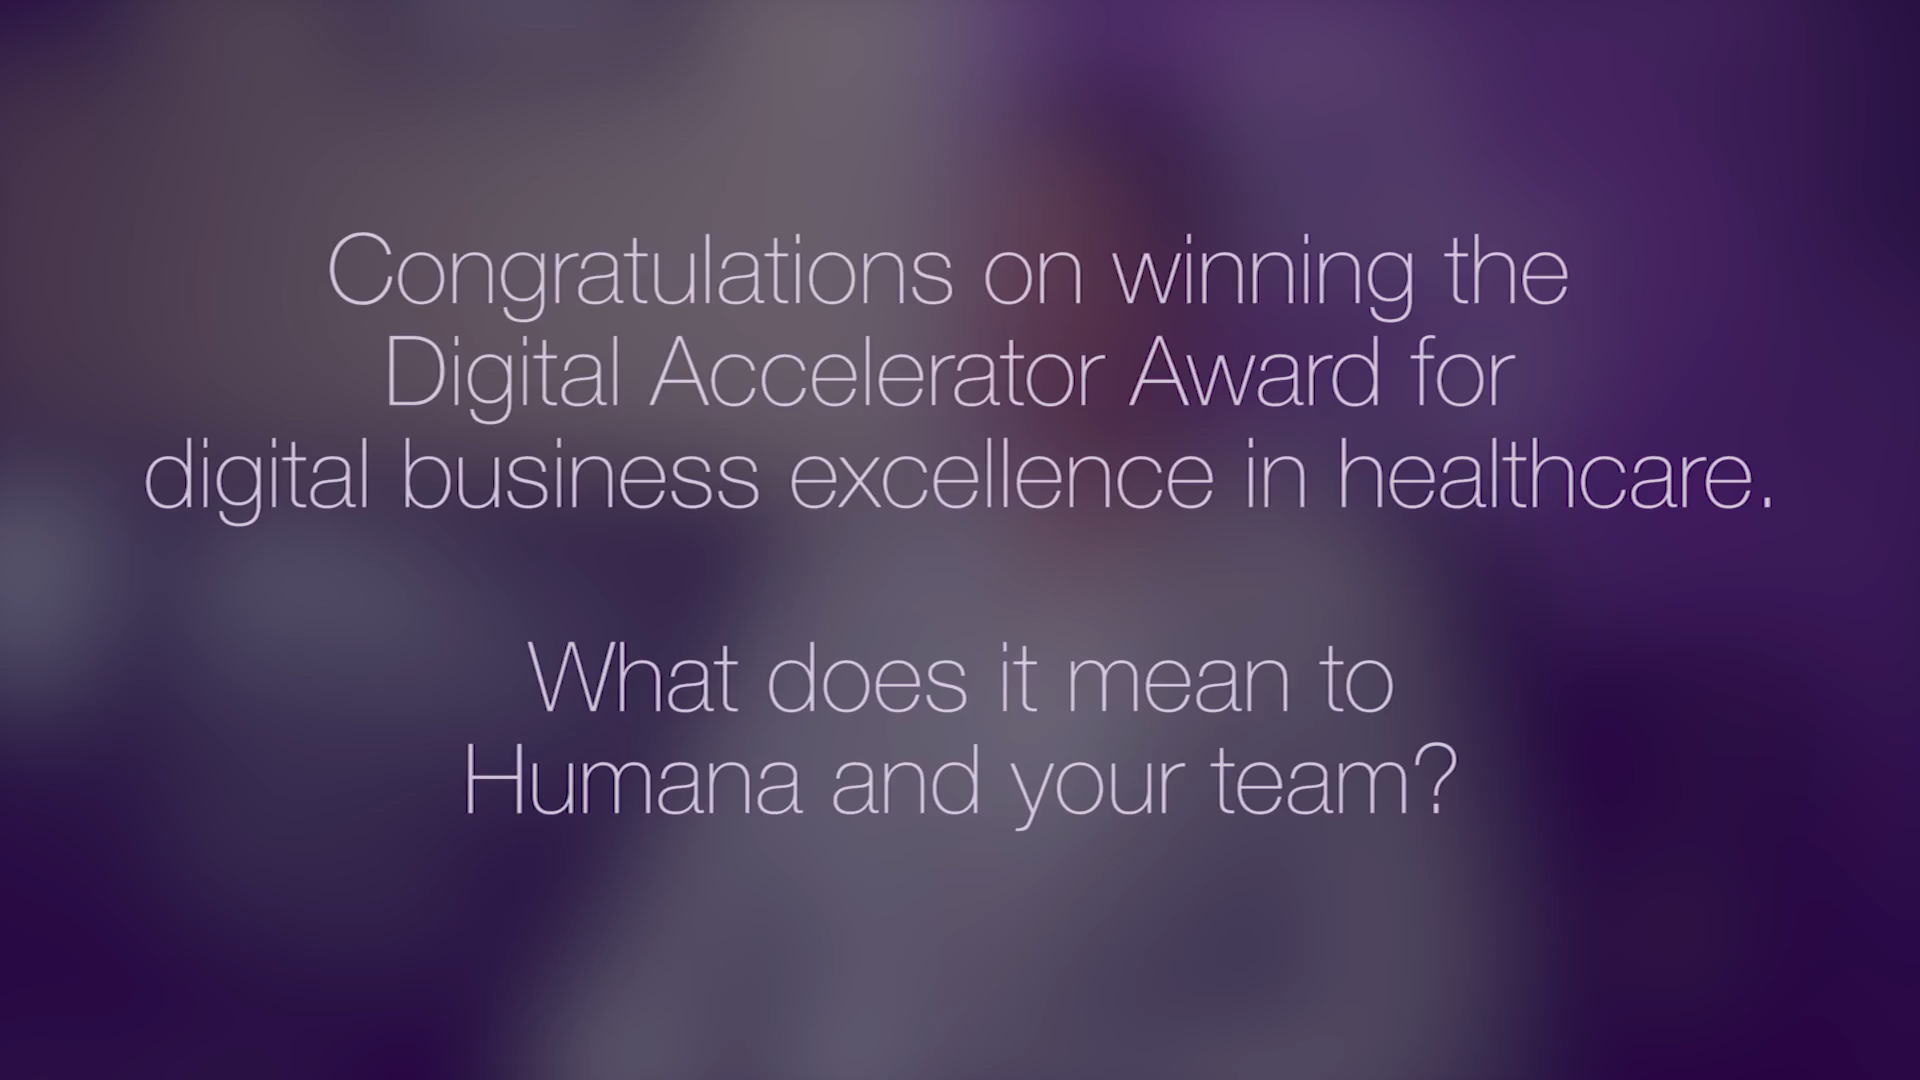 Congratulations on winning the
Digital Accelerator Award for
digital business excellence in healthcare.
What does it mean to
Humana and your team?